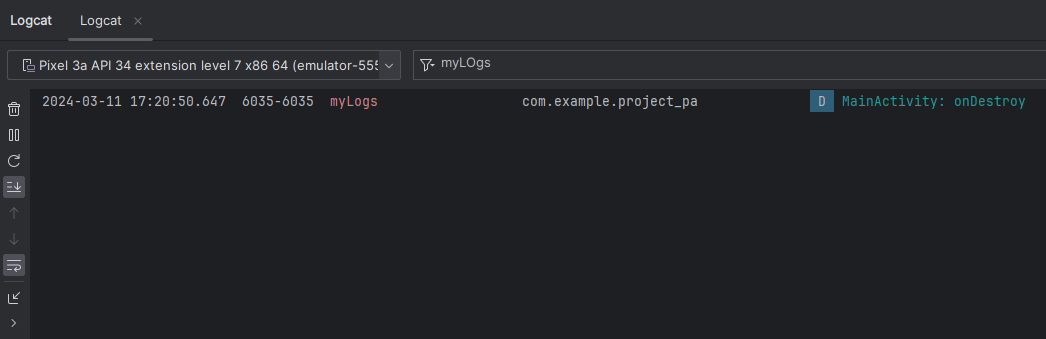 Logcat Logcat
Pixel 3a API 34 extension level 7 x86 64 (emulator-555 myLOgs
2024-03-11 17:20:50.647 6035-6035 myLogs com.example.project_pa D MainActivity: onDestroy